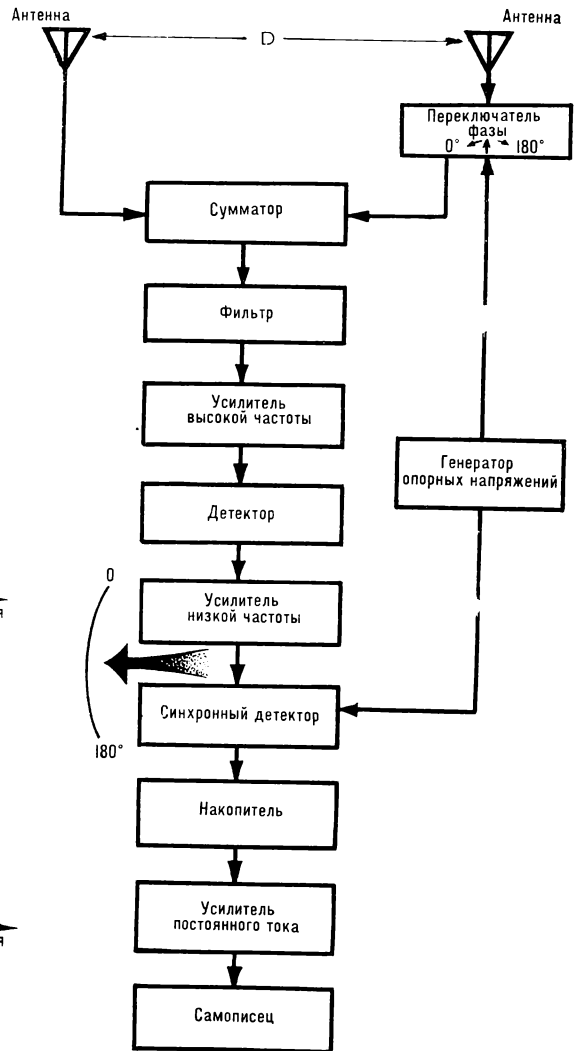 Антенна
Антенна
D
Переключатель
фазы
0° 180°
Сумматор
Фильтр
Усилитель
высокой частоты
Генератор
опорных напряжений
Детектор
0
Усилитель
низкой частоты
Синхронный детектор
180°
Накопитель
Усилитель
постоянного тока
Самописец
я
я